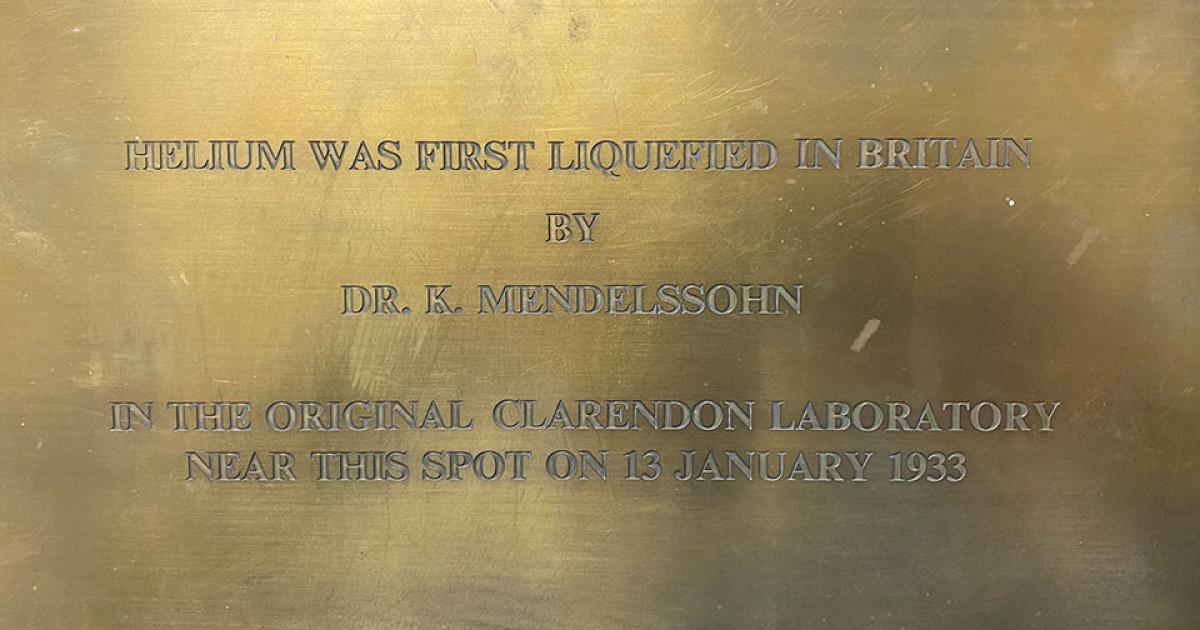 HELIUM WAS FIRST LIQUEFIED IN BRITAIN
BY
DR. K. MENDELSSOHN
IN THE ORIGINAL CLARENDON LABORATORY
NEAR THIS SPOT ON 13 JANUARY 1933